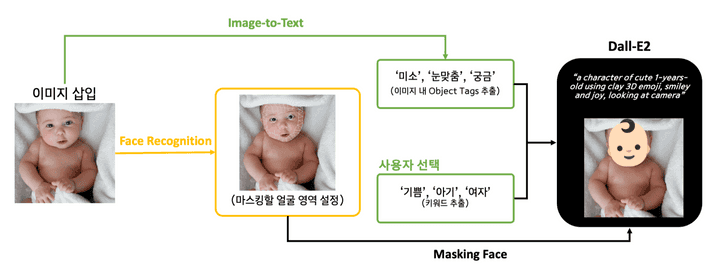 Image-to-Text
Dall-E2
이미지 삽입
‘미소’, ‘눈맞춤’, ‘궁금’
(이미지 내 Object Tags 추출)
“a character of cute 1-years-
old using clay 3D emoji, smiley
and joy, looking at camera”
Face Recognition
사용자 선택
(마스킹할 얼굴 영역 설정)
‘기쁨’, ‘아기’, ‘여자’
(키워드 추출)
Masking Face